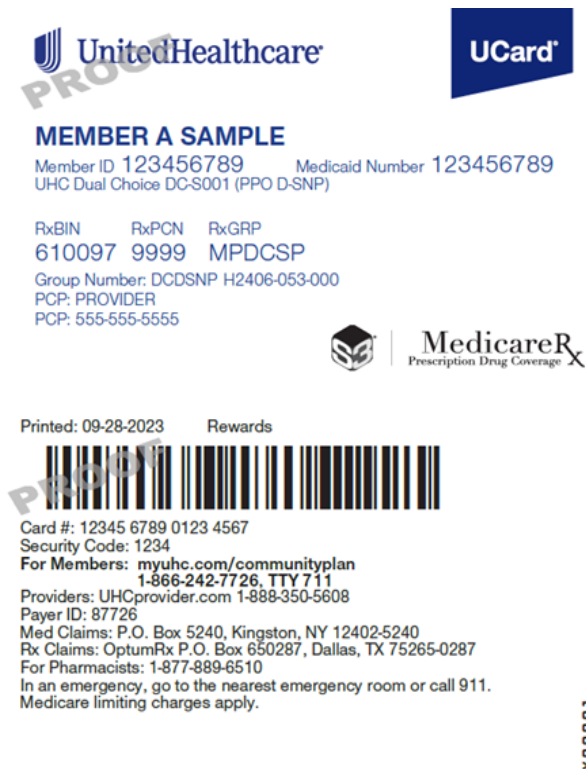 UnitedHealthcare®
UCard®
PROOF
MEMBER A SAMPLE
Member ID 123456789 Medicaid Number 123456789
UHC Dual Choice DC-S001 (PPO D-SNP)
RxBIN RxPCN RxGRP
610097 9999 MPDCSP
Group Number: DCDSNP H2406-053-000
PCP: PROVIDER
PCP: 555-555-5555
S3
MedicareRx
Prescription Drug Coverage
Printed: 09-28-2023 Rewards
PROOF
Card #: 12345 6789 0123 4567
Security Code: 1234
For Members: myuhc.com/communityplan
1-866-242-7726, TTY 711
Providers: UHCprovider.com 1-888-350-5608
Payer ID: 87726
Med Claims: P.O. Box 5240, Kingston, NY 12402-5240
Rx Claims: OptumRx P.O. Box 650287, Dallas, TX 75265-0287
For Pharmacists: 1-877-889-6510
In an emergency, go to the nearest emergency room or call 911.
Medicare limiting charges apply.